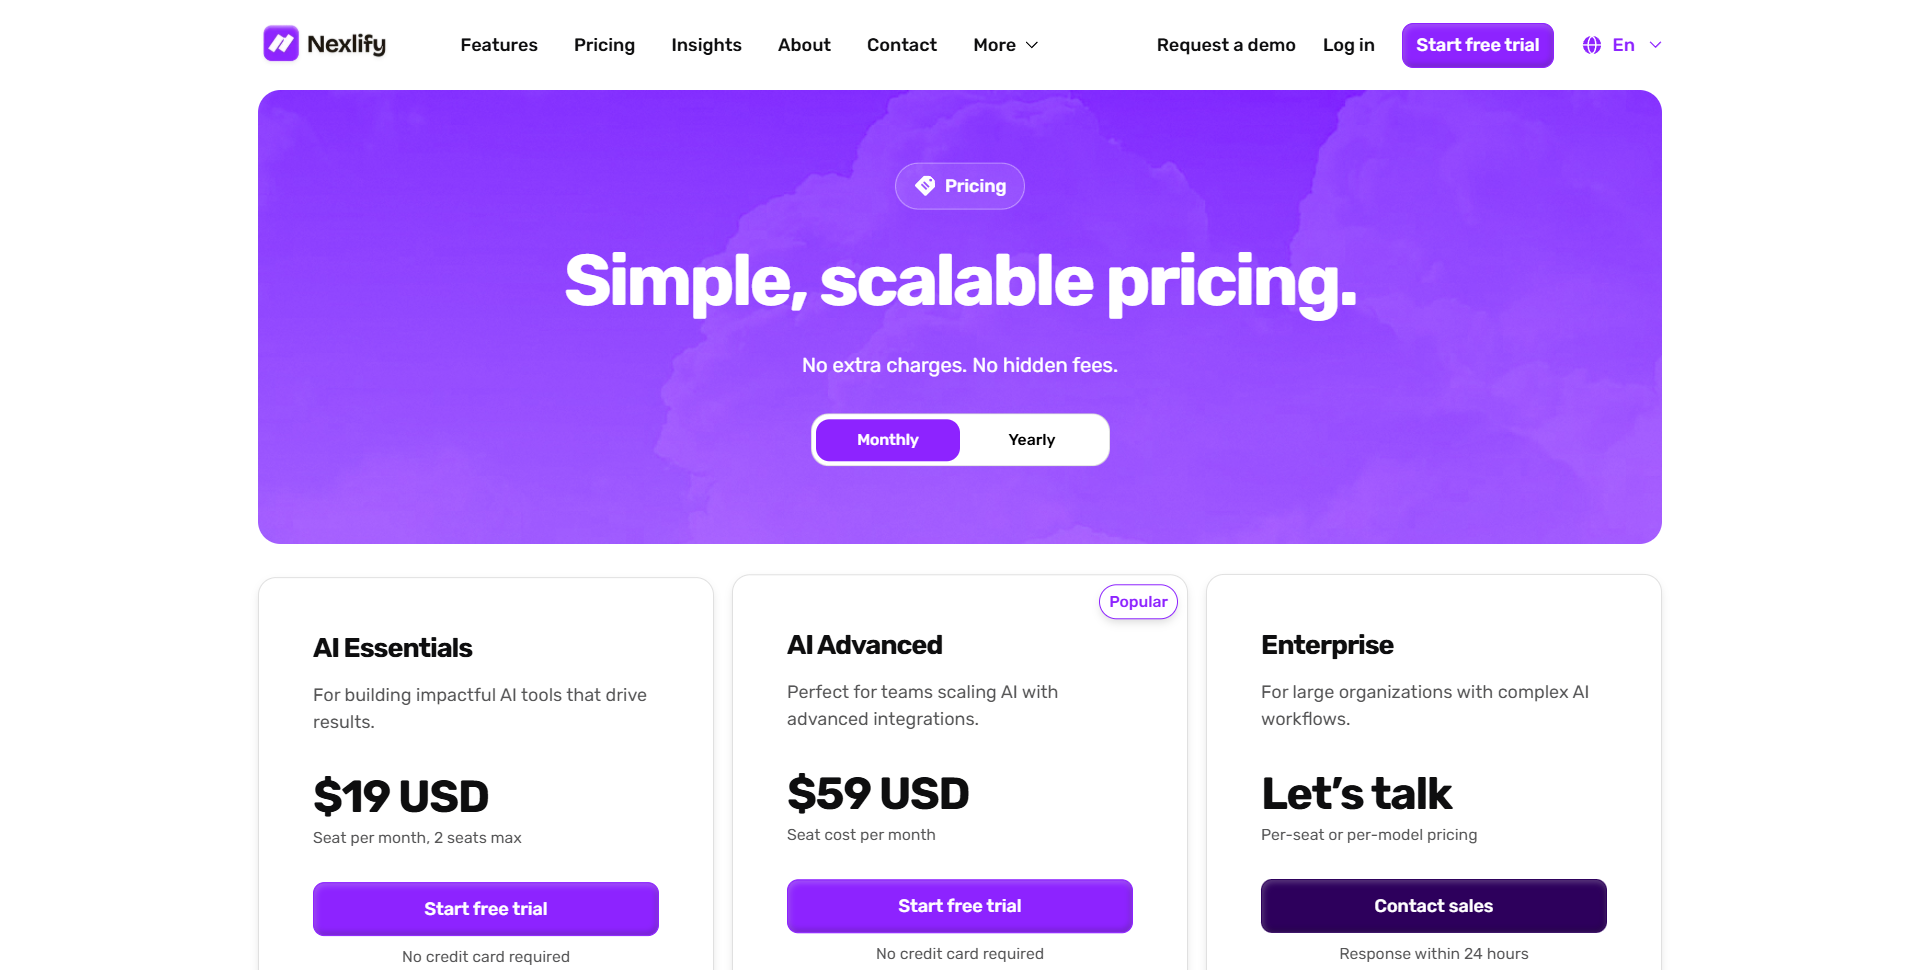 Nexlify
Features Pricing Insights About Contact More
Request a demo Log in Start free trial En
Pricing
Simple, scalable pricing.
No extra charges. No hidden fees.
Monthly Yearly
AI Essentials
For building impactful AI tools that drive
results.
$19 USD
Seat per month, 2 seats max
Start free trial
No credit card required
Popular
AI Advanced
Perfect for teams scaling AI with
advanced integrations.
$59 USD
Seat cost per month
Start free trial
No credit card required
Enterprise
For large organizations with complex AI
workflows.
Let’s talk
Per-seat or per-model pricing
Contact sales
Response within 24 hours